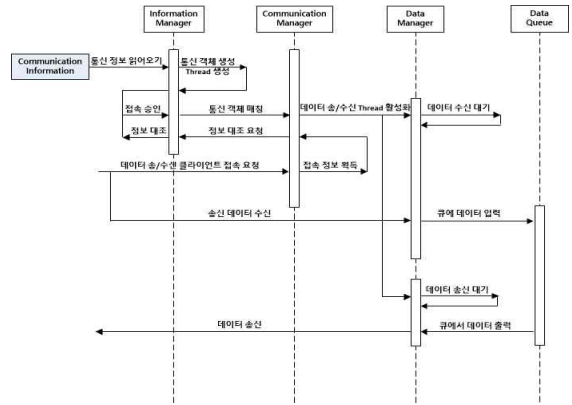 Information
Manager
Communication
Manager
Data
Manager
Data
Queue
Communication
Information
통신 정보 읽어오기
통신 객체 생성
Thread 생성
접속 승인
통신 객체 매칭
데이터 송/수신 Thread 활성화
데이터 수신 대기
정보 대조
정보 대조 요청
데이터 송/수신 클라이언트 접속 요청
접속 정보 획득
송신 데이터 수신
큐에 데이터 입력
데이터 송신 대기
데이터 송신
큐에서 데이터 출력